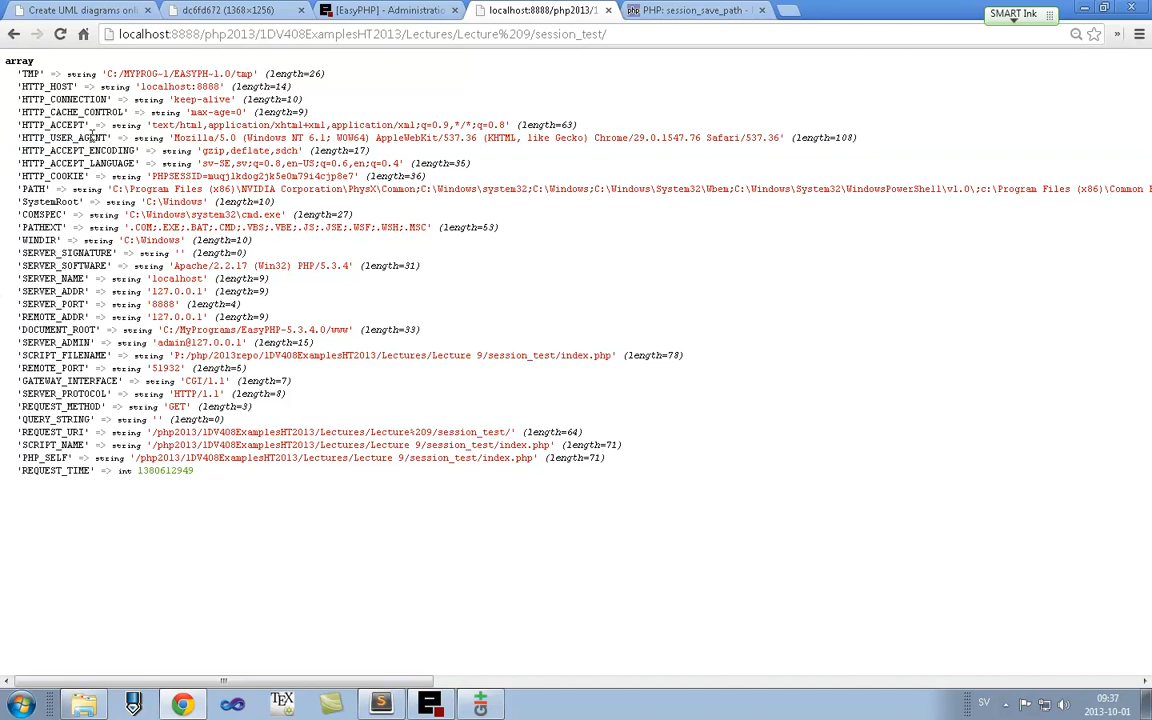 Create UML diagrams onli
dc6fd672 (1368×1256)
[EasyPHP] - Administratio
localhost:8888/php2013/1
PHP: session_save_path -
SMART Ink
localhost:8888/php2013/1DV408ExamplesHT2013/Lectures/Lecture%209/session_test/
array
'TMP' => string 'C:/MYPROG~1/EASYPH~1.0/tmp' (length=26)
'HTTP_HOST' => string 'localhost:8888' (length=14)
'HTTP_CONNECTION' => string 'keep-alive' (length=10)
'HTTP_CACHE_CONTROL' => string 'max-age=0' (length=9)
'HTTP_ACCEPT' => string 'text/html,application/xhtml+xml,application/xml;q=0.9,*/*;q=0.8' (length=63)
'HTTP_USER_AGENT' => string 'Mozilla/5.0 (Windows NT 6.1; WOW64) AppleWebKit/537.36 (KHTML, like Gecko) Chrome/29.0.1547.76 Safari/537.36' (length=108)
'HTTP_ACCEPT_ENCODING' => string 'gzip,deflate,sdch' (length=17)
'HTTP_ACCEPT_LANGUAGE' => string 'sv-SE,sv;q=0.8,en-US;q=0.6,en;q=0.4' (length=35)
'HTTP_COOKIE' => string 'PHPSESSID=muqjlkdog2jk5e0m79i4cjp8e7' (length=36)
'PATH' => string 'C:\Program Files (x86)\NVIDIA Corporation\PhysX\Common;C:\Windows\system32;C:\Windows;C:\Windows\System32\Wbem;C:\Windows\System32\WindowsPowerShell\v1.0\;c:\Program Files (x86)\Common F
'SystemRoot' => string 'C:\Windows' (length=10)
'COMSPEC' => string 'C:\Windows\system32\cmd.exe' (length=27)
'PATHEXT' => string '.COM;.EXE;.BAT;.CMD;.VBS;.VBE;.JS;.JSE;.WSF;.WSH;.MSC' (length=53)
'WINDIR' => string 'C:\Windows' (length=10)
'SERVER_SIGNATURE' => string '' (length=0)
'SERVER_SOFTWARE' => string 'Apache/2.2.17 (Win32) PHP/5.3.4' (length=31)
'SERVER_NAME' => string 'localhost' (length=9)
'SERVER_ADDR' => string '127.0.0.1' (length=9)
'SERVER_PORT' => string '8888' (length=4)
'REMOTE_ADDR' => string '127.0.0.1' (length=9)
'DOCUMENT_ROOT' => string 'C:/MyPrograms/EasyPHP-5.3.4.0/www' (length=33)
'SERVER_ADMIN' => string 'admin@127.0.0.1' (length=15)
'SCRIPT_FILENAME' => string 'P:/php/2013repo/1DV408ExamplesHT2013/Lectures/Lecture 9/session_test/index.php' (length=78)
'REMOTE_PORT' => string '51932' (length=5)
'GATEWAY_INTERFACE' => string 'CGI/1.1' (length=7)
'SERVER_PROTOCOL' => string 'HTTP/1.1' (length=8)
'REQUEST_METHOD' => string 'GET' (length=3)
'QUERY_STRING' => string '' (length=0)
'REQUEST_URI' => string '/php2013/1DV408ExamplesHT2013/Lectures/Lecture%209/session_test/' (length=64)
'SCRIPT_NAME' => string '/php2013/1DV408ExamplesHT2013/Lectures/Lecture 9/session_test/index.php' (length=71)
'PHP_SELF' => string '/php2013/1DV408ExamplesHT2013/Lectures/Lecture 9/session_test/index.php' (length=71)
'REQUEST_TIME' => int 1380612949
SV
09:37
2013-10-01